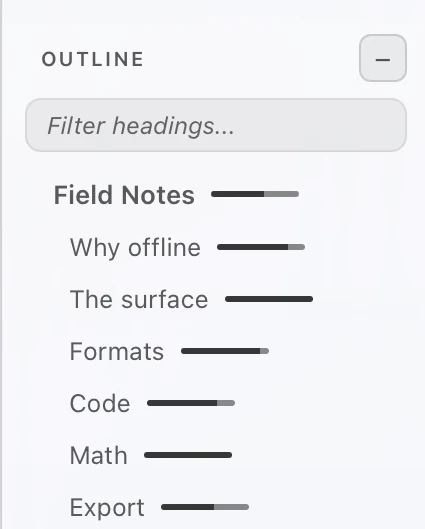 OUTLINE –
Filter headings...
Field Notes
Why offline
The surface
Formats
Code
Math
Export